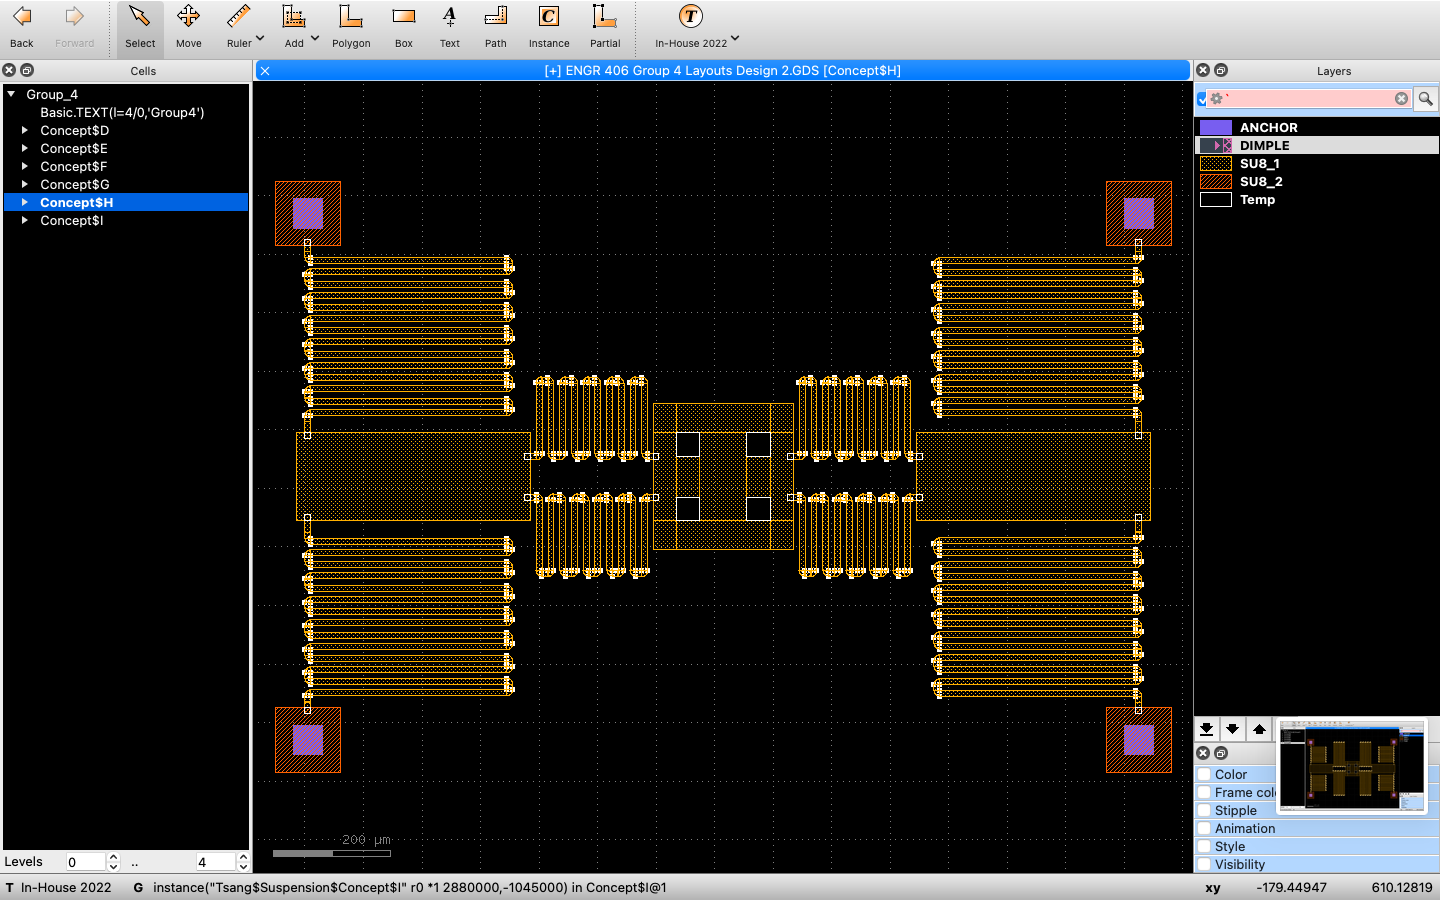 Back
Forward
Select
Move
Ruler
Add
Polygon
Box
Text
Path
Instance
Partial
In-House 2022
Cells
[+] ENGR 406 Group 4 Layouts Design 2.GDS [Concept$H]
Layers
Group_4
Basic.TEXT(l=4/0,'Group4')
Concept$D
Concept$E
Concept$F
Concept$G
Concept$H
Concept$I
ANCHOR
DIMPLE
SU8_1
SU8_2
Temp
200 µm
Color
Frame colo
Stipple
Animation
Style
Visibility
Levels 0 .. 4
T In-House 2022 G instance("Tsang$Suspension$Concept$I" r0 *1 2880000,-1045000) in Concept$I@1 xy -179.44947 610.12819